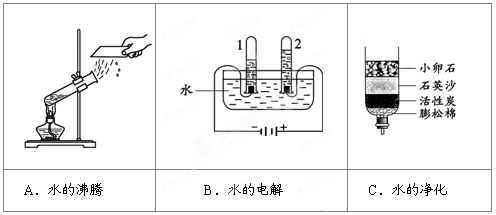 1 2
水
- +
小卵石
石英沙
活性炭
膨松棉
A. 水的沸腾
B. 水的电解
C. 水的净化